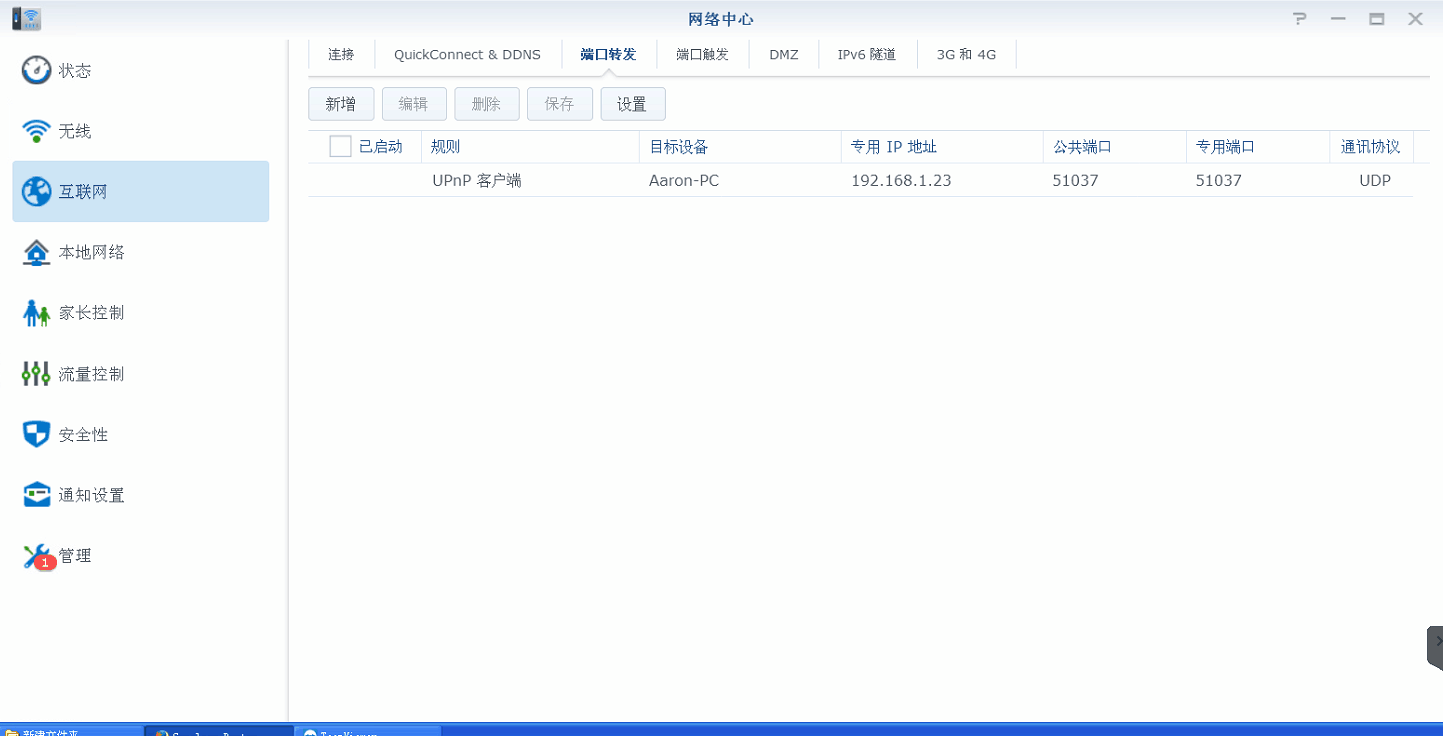 网络中心
状态
无线
互联网
本地网络
家长控制
流量控制
安全性
通知设置
1
管理
连接 QuickConnect & DDNS 端口转发 端口触发 DMZ IPv6 隧道 3G 和 4G
新增 编辑 删除 保存 设置
已启动 规则 目标设备 专用 IP 地址 公共端口 专用端口 通讯协议
UPnP 客户端 Aaron-PC 192.168.1.23 51037 51037 UDP